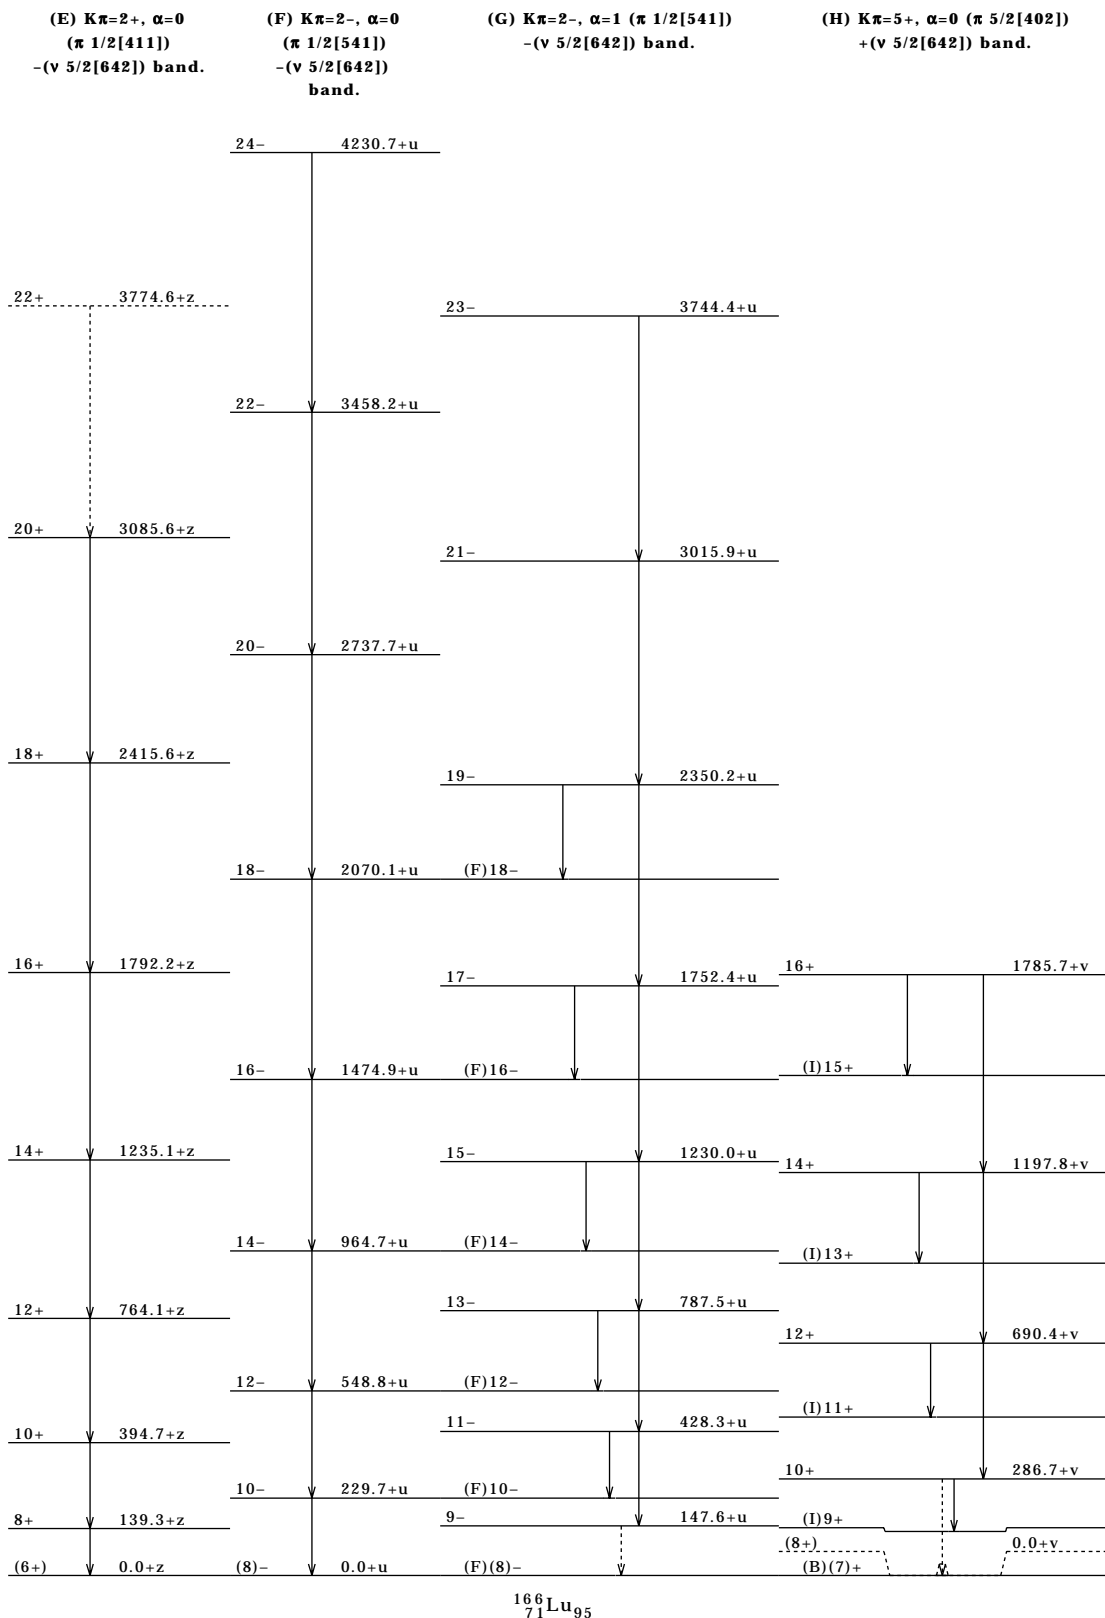 (E) Kπ=2+, α=0
(π 1/2[411])
-(ν 5/2[642]) band.
(F) Kπ=2-, α=0
(π 1/2[541])
-(ν 5/2[642])
band.
(G) Kπ=2-, α=1 (π 1/2[541])
-(ν 5/2[642]) band.
(H) Kπ=5+, α=0 (π 5/2[402])
+(ν 5/2[642]) band.
22+ 3774.6+z
20+ 3085.6+z
18+ 2415.6+z
16+ 1792.2+z
14+ 1235.1+z
12+ 764.1+z
10+ 394.7+z
8+ 139.3+z
(6+) 0.0+z
24- 4230.7+u
22- 3458.2+u
20- 2737.7+u
18- 2070.1+u
16- 1474.9+u
14- 964.7+u
12- 548.8+u
10- 229.7+u
(8)- 0.0+u
23- 3744.4+u
21- 3015.9+u
19- 2350.2+u
(F)18-
17- 1752.4+u
(F)16-
15- 1230.0+u
(F)14-
13- 787.5+u
(F)12-
11- 428.3+u
(F)10-
9- 147.6+u
(F)(8)-
16+ 1785.7+v
(I)15+
14+ 1197.8+v
(I)13+
12+ 690.4+v
(I)11+
10+ 286.7+v
(I)9+
(8+) 0.0+v
(B)(7)+
166 71 Lu 95